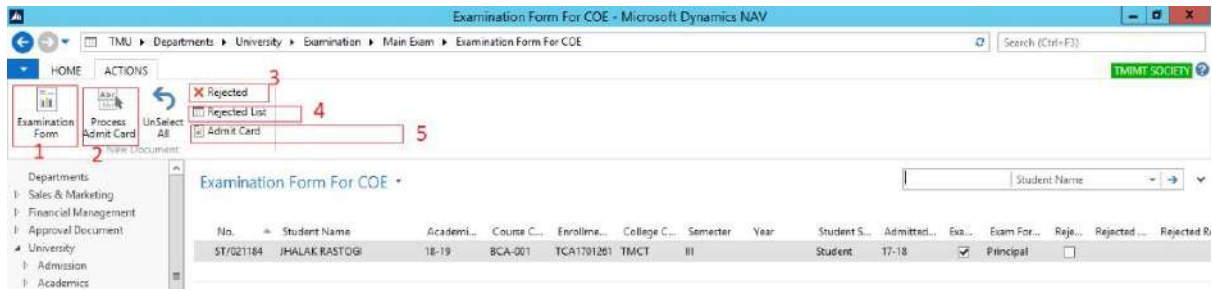 Examination Form For COE - Microsoft Dynamics NAV
TMU Departments University Examination Main Exam Examination Form For COE Search (Ctrl+F3)
HOME ACTIONS TMIMT SOCIETY
3
Rejected
Rejected List 4
Admit Card 5
Examination Form
Process Admit Card
UnSelect All
1
2
New Document
Departments
Sales & Marketing
Financial Management
Approval Document
University
Admission
Academics
Examination Form For COE Student Name
No. Student Name Academi... Course C... Enrollme... College C... Semester Year Student S... Admitted... Exa... Exam For... Reje... Rejected ... Rejected Re
ST/021184 JHALAK RASTOGI 18-19 BCA-001 TCA1701261 TMCT III Student 17-18 Principal